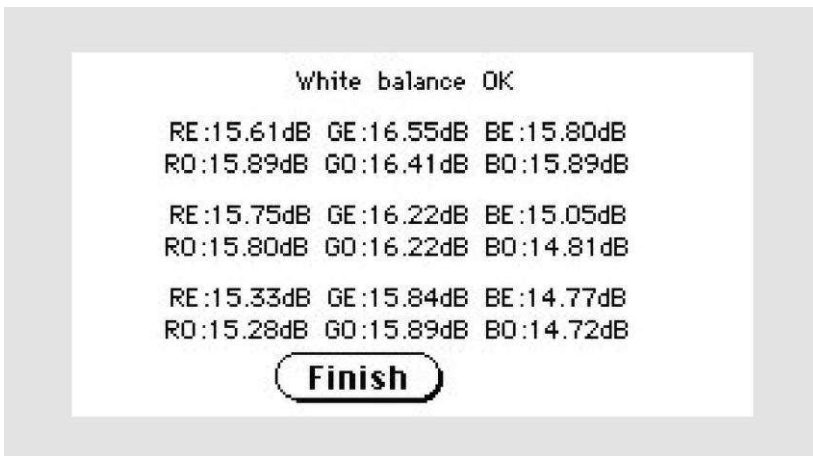 White balance OK
RE:15.61dB GE:16.55dB BE:15.80dB
RO:15.89dB GO:16.41dB BO:15.89dB
RE:15.75dB GE:16.22dB BE:15.05dB
RO:15.80dB GO:16.22dB BO:14.81dB
RE:15.33dB GE:15.84dB BE:14.77dB
RO:15.28dB GO:15.89dB BO:14.72dB
Finish